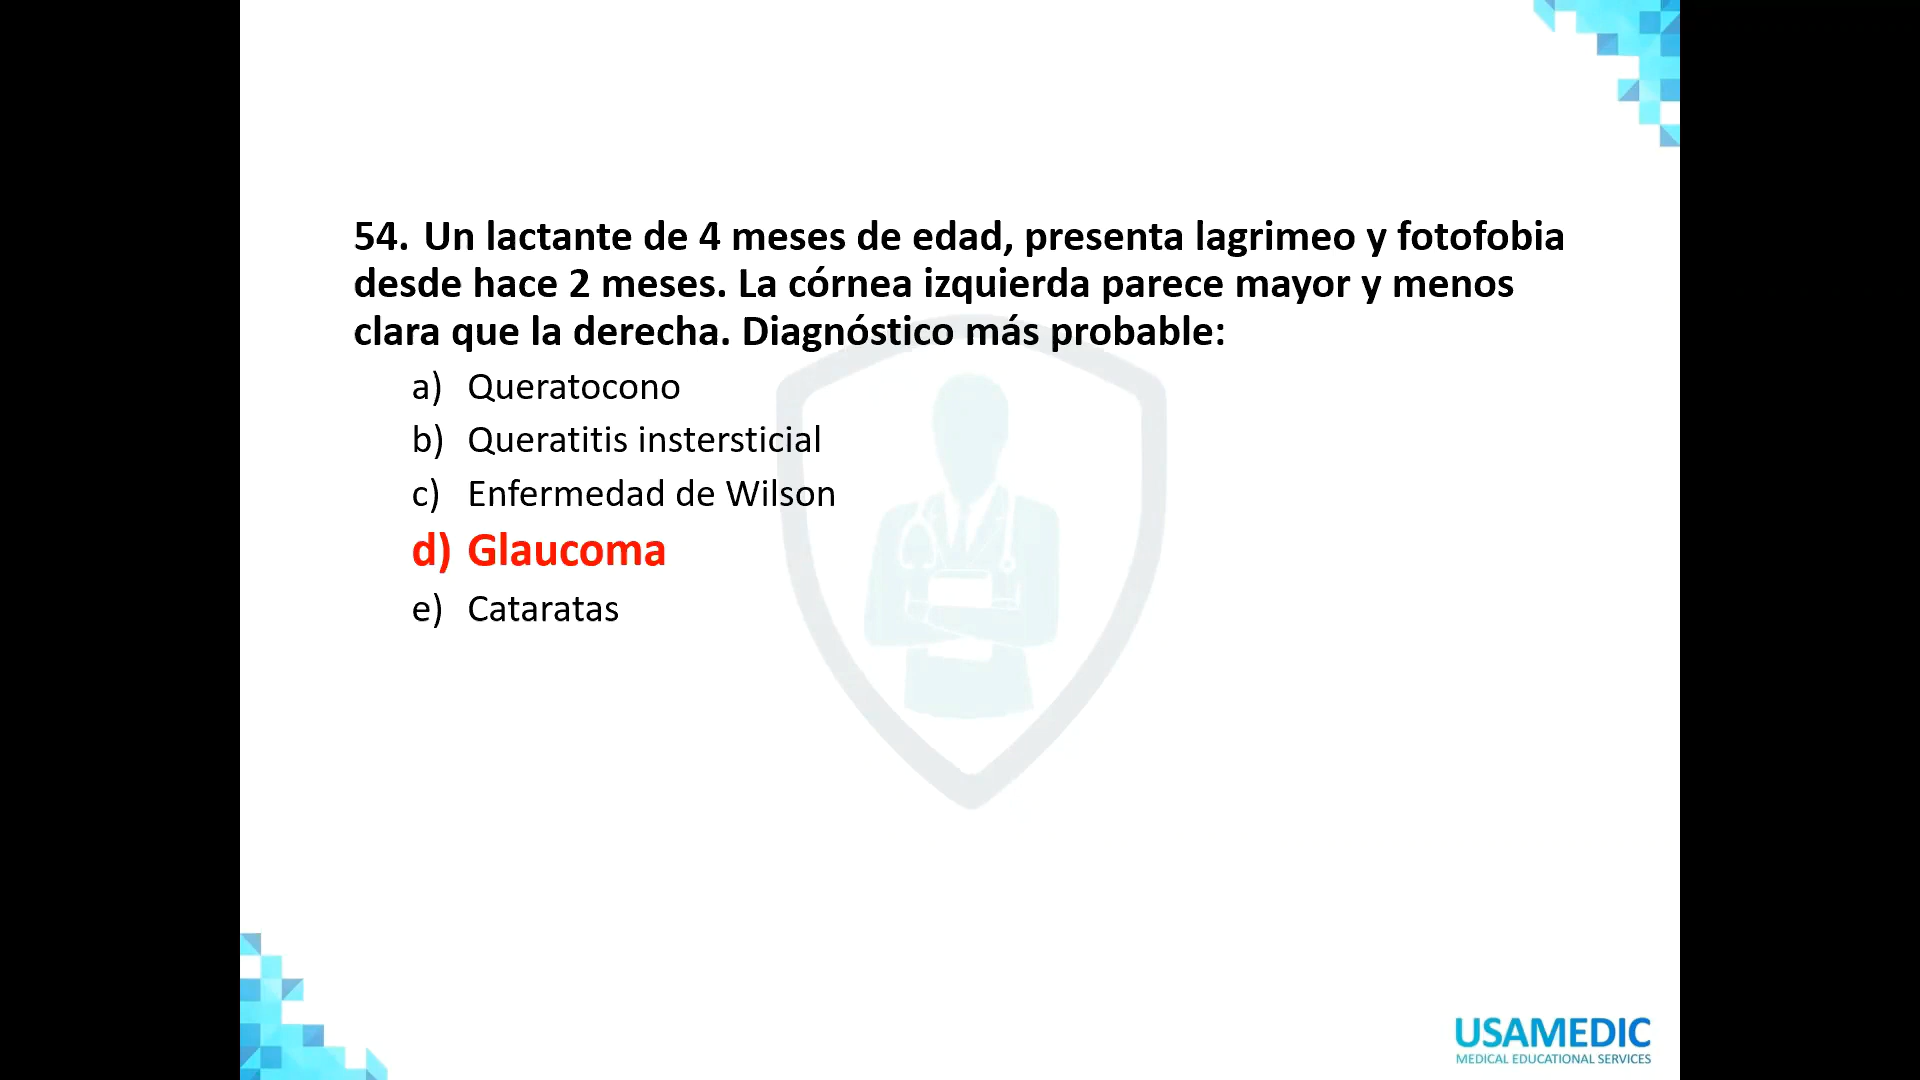 54. Un lactante de 4 meses de edad, presenta lagrimeo y fotofobia
desde hace 2 meses. La córnea izquierda parece mayor y menos
clara que la derecha. Diagnóstico más probable:
a) Queratocono
b) Queratitis instersticial
c) Enfermedad de Wilson
d) Glaucoma
e) Cataratas
USAMEDIC
MEDICAL EDUCATIONAL SERVICES